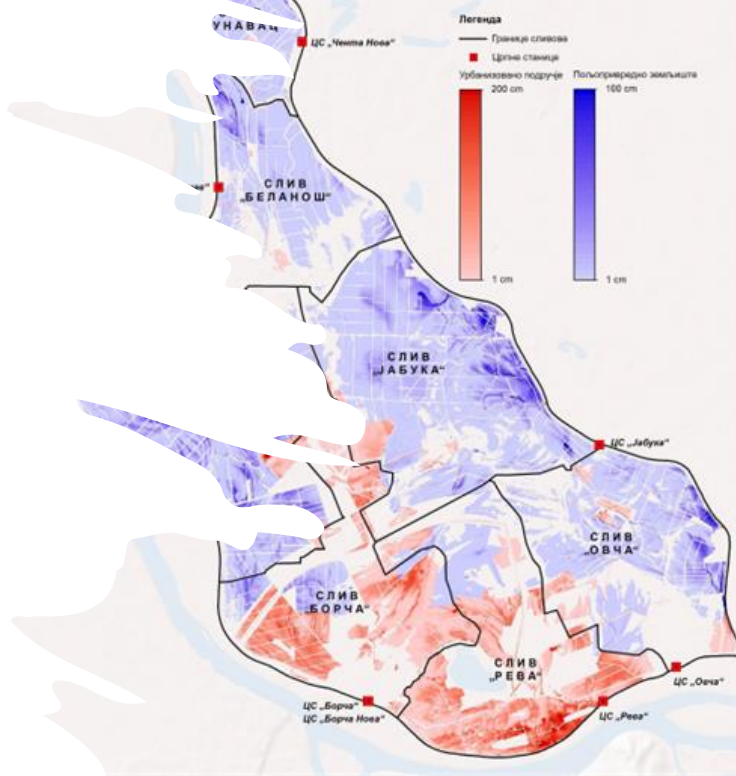 УНАВАЦ
ЦС „Чента Нова“
Легенда
Границе сливова
Црпне станице
Урбанизовано подручје
Пољопривредно земљиште
200 cm
100 cm
1 cm
1 cm
СЛИВ
„БЕЛАНОШ“
СЛИВ
„ЈАБУКА“
ЦС „Јабука“
СЛИВ
„ОВЧА“
СЛИВ
„БОРЧА“
СЛИВ
„РЕВА“
ЦС „Овча“
ЦС „Борча“
ЦС „Борча Нова“
ЦС „Рева“